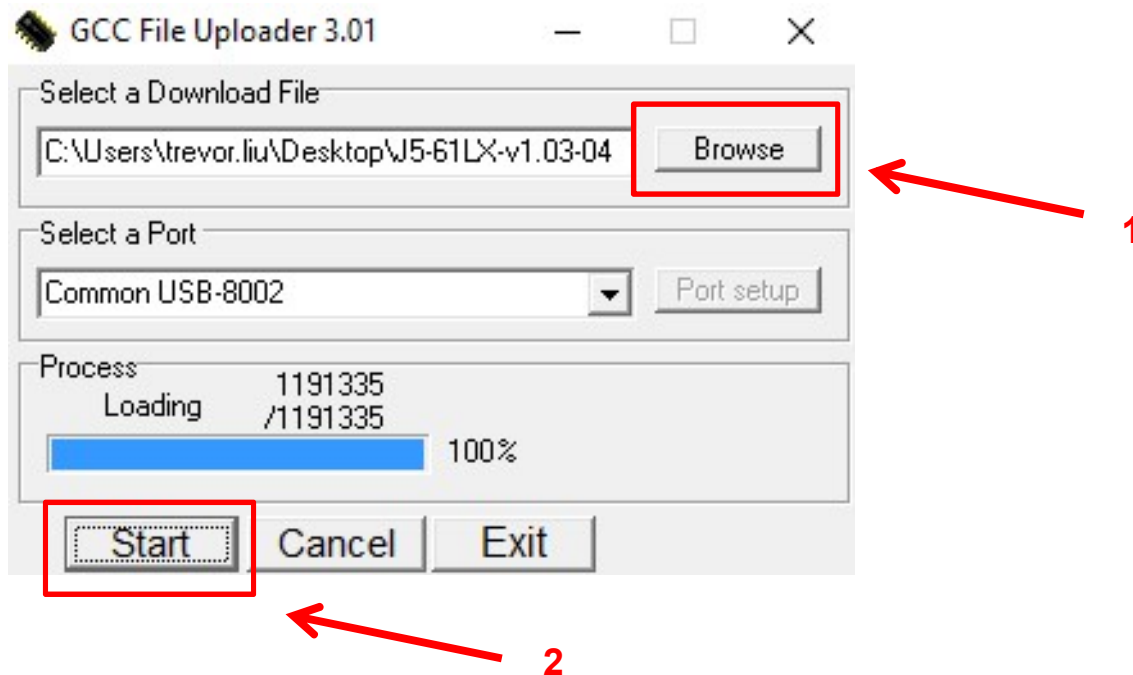 GCC File Uploader 3.01
Select a Download File
C:\Users\trevor.liu\Desktop\J5-61LX-v1.03-04
Browse
1
Select a Port
Common USB-8002
Port setup
Process
Loading
1191335
/1191335
100%
Start
Cancel
Exit
2